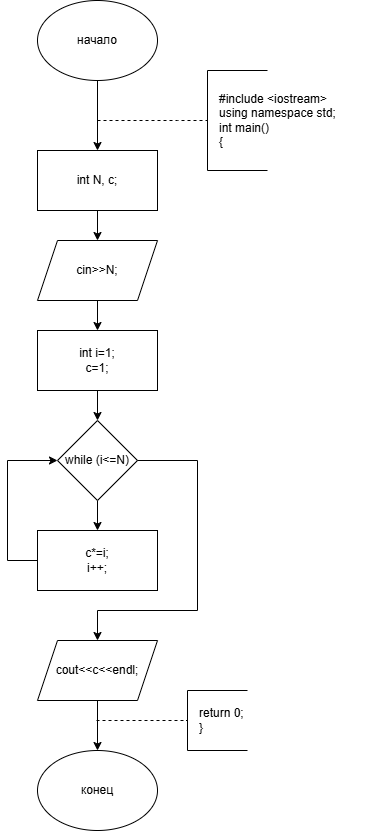 начало
#include <iostream>
using namespace std;
int main()
{
int N, c;
cin>>N;
int i=1;
c=1;
while (i<=N)
c*=i;
i++;
cout<<c<<endl;
return 0;
}
конец